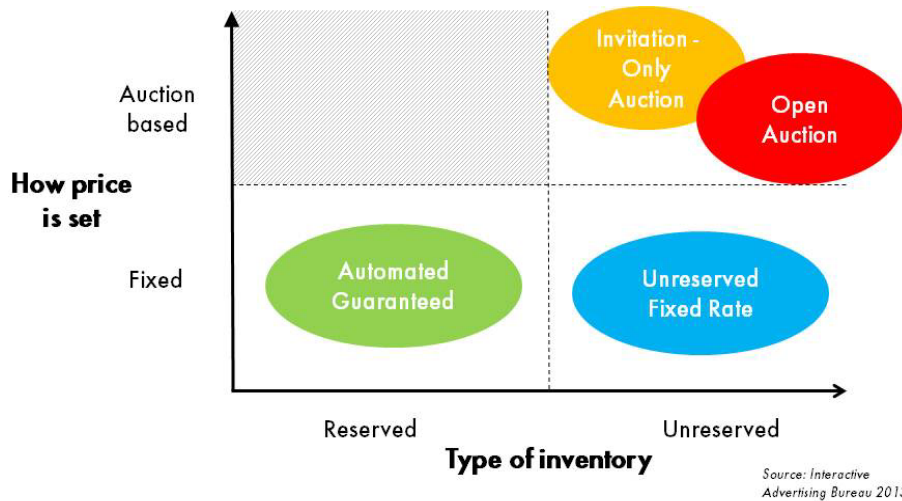 Invitation -
Only
Auction
Open
Auction
Auction
based
How price
is set
Fixed
Automated
Guaranteed
Unreserved
Fixed Rate
Reserved
Unreserved
Type of inventory
Source: Interactive
Advertising Bureau